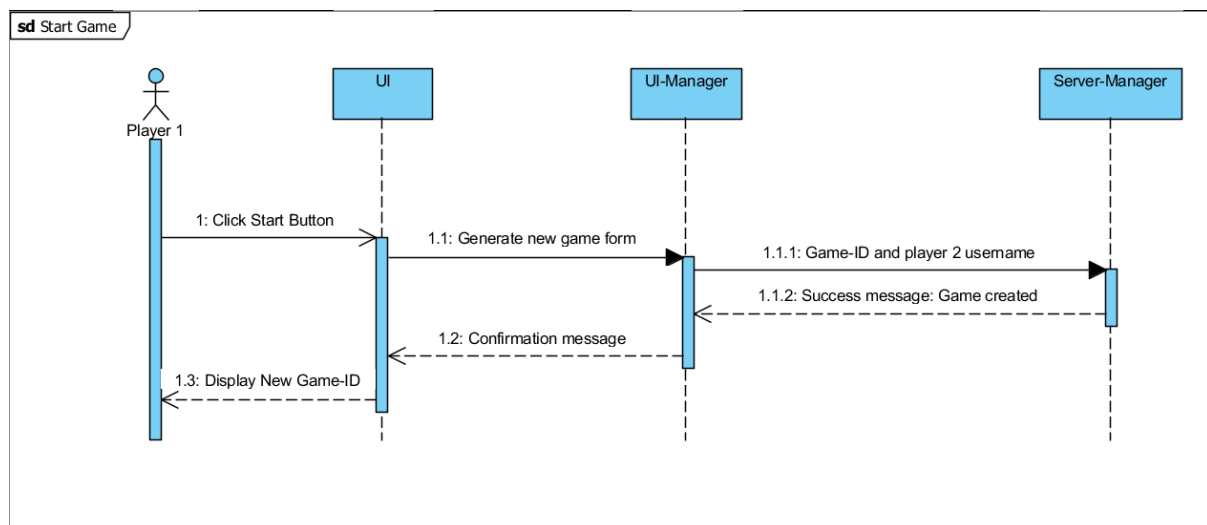 sd Start Game
UI
UI-Manager
Server-Manager
Player 1
1: Click Start Button
1.1: Generate new game form
1.1.1: Game-ID and player 2 username
1.1.2: Success message: Game created
1.2: Confirmation message
1.3: Display New Game-ID